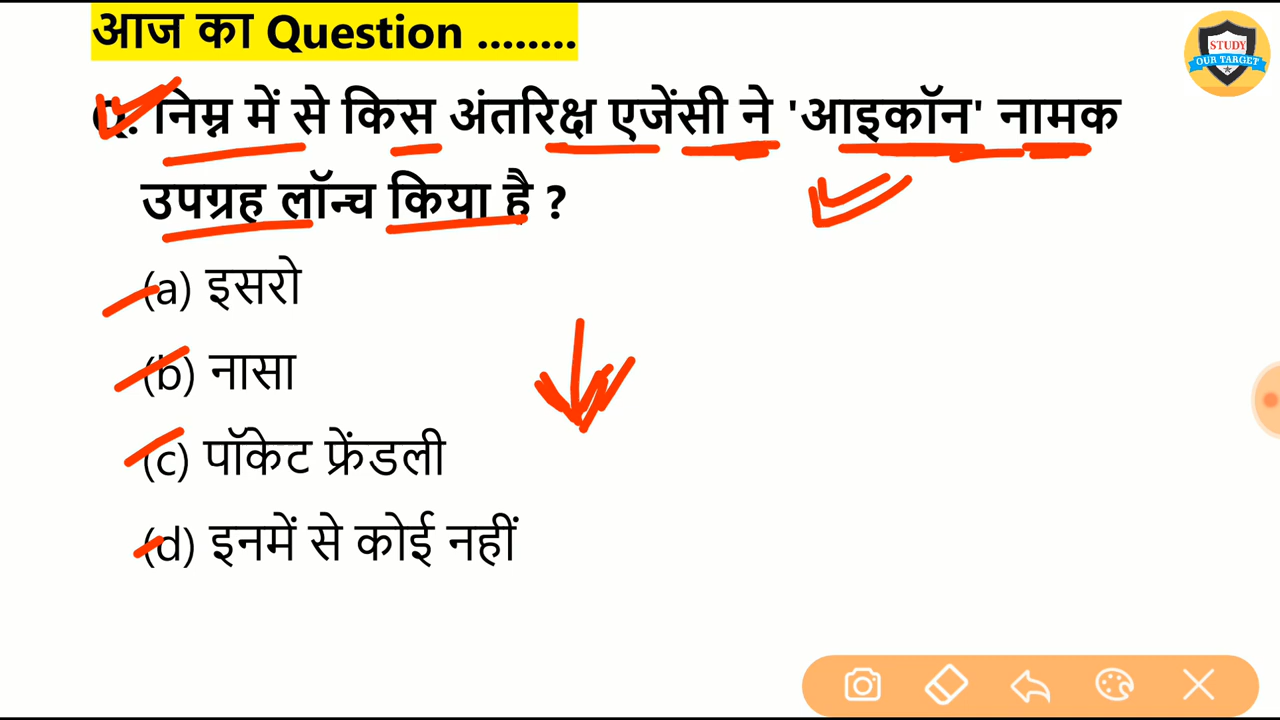 आज का Question ........
STUDY
OUR TARGET
Q. निम्न में से किस अंतरिक्ष एजेंसी ने 'आइकॉन' नामक
उपग्रह लॉन्च किया है ?
(a) इसरो
(b) नासा
(c) पॉकेट फ्रेंडली
(d) इनमें से कोई नहीं